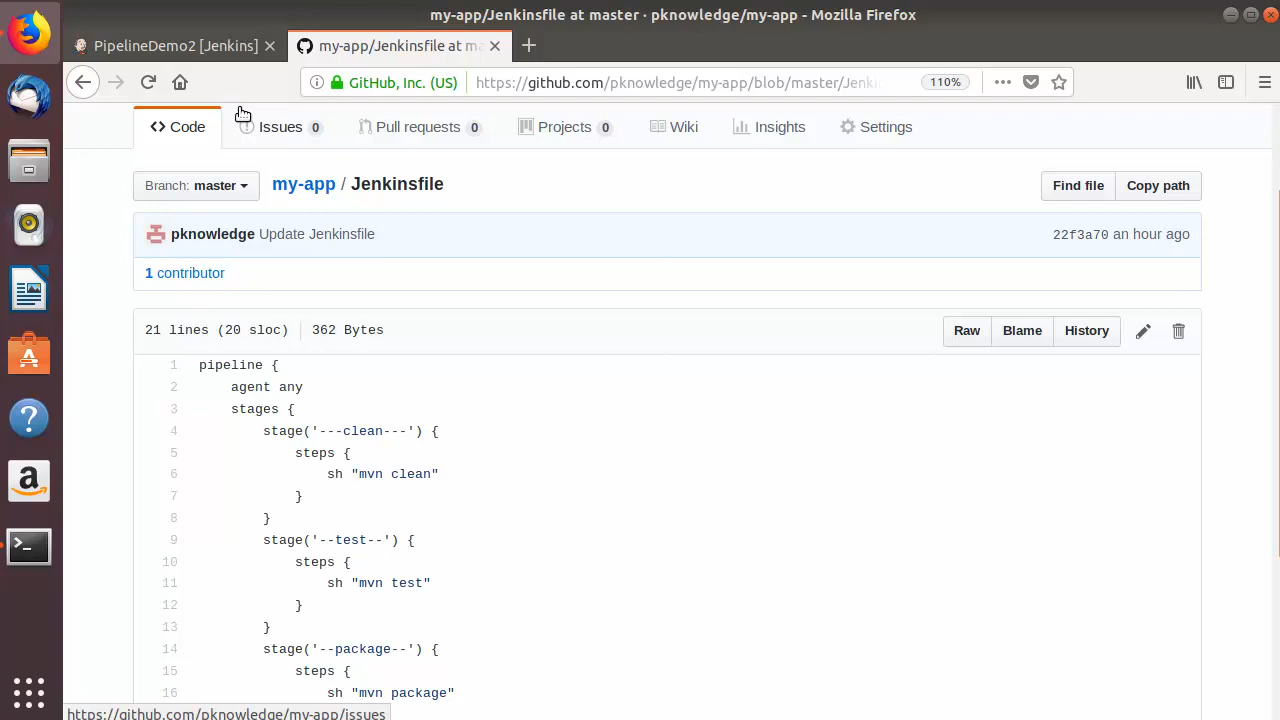 my-app/Jenkinsfile at master · pknowledge/my-app - Mozilla Firefox
PipelineDemo2 [Jenkins]
my-app/Jenkinsfile at ma
GitHub, Inc. (US)
https://github.com/pknowledge/my-app/blob/master/Jenki
110%
Code
Issues 0
Pull requests 0
Projects 0
Wiki
Insights
Settings
Branch: master
my-app / Jenkinsfile
Find file
Copy path
pknowledge Update Jenkinsfile
22f3a70 an hour ago
1 contributor
21 lines (20 sloc)
362 Bytes
Raw
Blame
History
1 pipeline {
2 agent any
3 stages {
4 stage('---clean---') {
5 steps {
6 sh "mvn clean"
7 }
8 }
9 stage('--test--') {
10 steps {
11 sh "mvn test"
12 }
13 }
14 stage('--package--') {
15 steps {
16 sh "mvn package"
https://github.com/pknowledge/my-app/issues